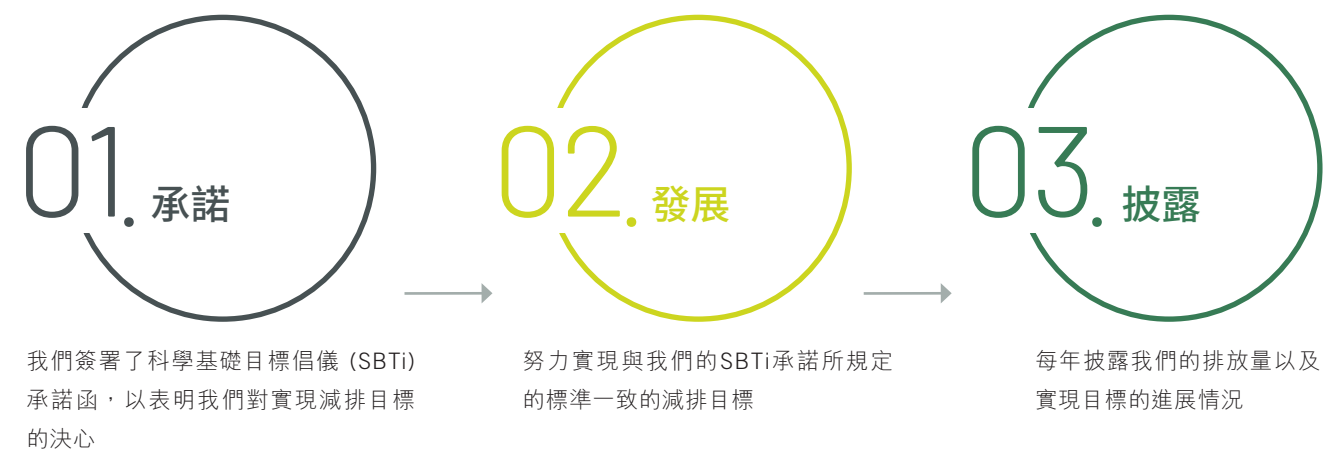 01. 承諾
我們簽署了科學基礎目標倡儀 (SBTi)
承諾函，以表明我們對實現減排目標
的決心
02. 發展
努力實現與我們的SBTi承諾所規定
的標準一致的減排目標
03. 披露
每年披露我們的排放量以及
實現目標的進展情況